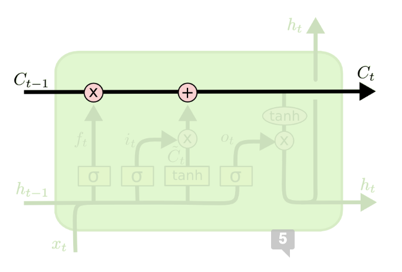 h_t
C_{t-1} x + C_t
tanh
f_t i_t x o_t x
C̃_t
σ σ tanh σ
h_{t-1} h_t
x_t
5